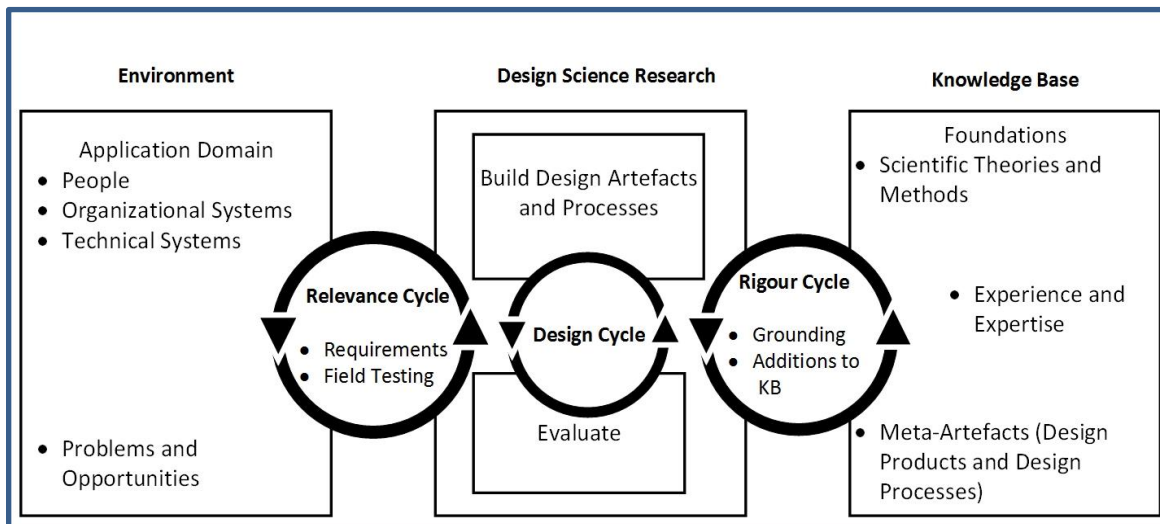 Environment
Design Science Research
Knowledge Base
Application Domain
• People
• Organizational Systems
• Technical Systems
• Problems and
Opportunities
Relevance Cycle
• Requirements
• Field Testing
Build Design Artefacts
and Processes
Design Cycle
Evaluate
Rigour Cycle
• Grounding
• Additions to
KB
Foundations
• Scientific Theories and
Methods
• Experience and
Expertise
• Meta-Artefacts (Design
Products and Design
Processes)